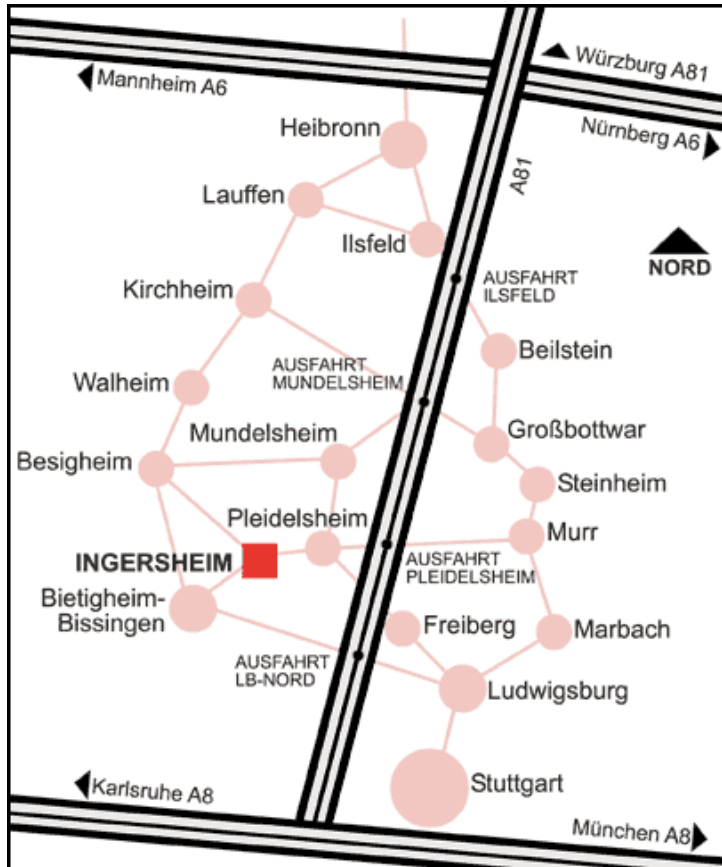 Würzburg A81
Mannheim A6
Nürnberg A6
Heibronn
A81
Lauffen
Ilsfeld
NORD
AUSFAHRT
ILSFELD
Kirchheim
Beilstein
AUSFAHRT
MUNDELSHEIM
Walheim
Mundelsheim
Großbottwar
Besigheim
Steinheim
Pleidelsheim
Murr
INGERSHEIM
AUSFAHRT
PLEIDELSHEIM
Bietigheim-
Bissingen
Freiberg
Marbach
AUSFAHRT
LB-NORD
Ludwigsburg
Stuttgart
Karlsruhe A8
München A8